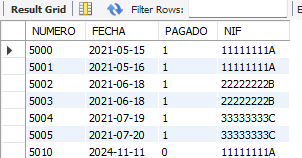 Result Grid Filter Rows:
NUMERO FECHA PAGADO NIF
5000 2021-05-15 1 11111111A
5001 2021-05-16 1 11111111A
5002 2021-06-18 1 22222222B
5003 2021-06-18 1 22222222B
5004 2021-07-19 1 33333333C
5005 2021-07-20 1 33333333C
5010 2024-11-11 0 11111111A